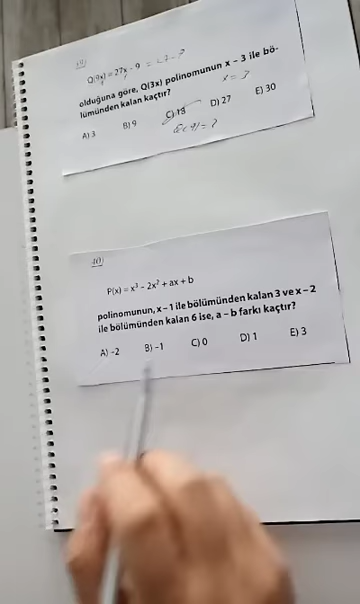 Q(9x) = 27x - 9
olduğuna göre, Q(3x) polinomunun x - 3 ile bö-
lümünden kalan kaçtır?
x = 3
A) 3 B) 9 C) 18 D) 27 E) 30
Q(9) = ?
P(x) = x³ - 2x² + ax + b
polinomunun, x - 1 ile bölümünden kalan 3 ve x - 2
ile bölümünden kalan 6 ise, a - b farkı kaçtır?
A) -2 B) -1 C) 0 D) 1 E) 3